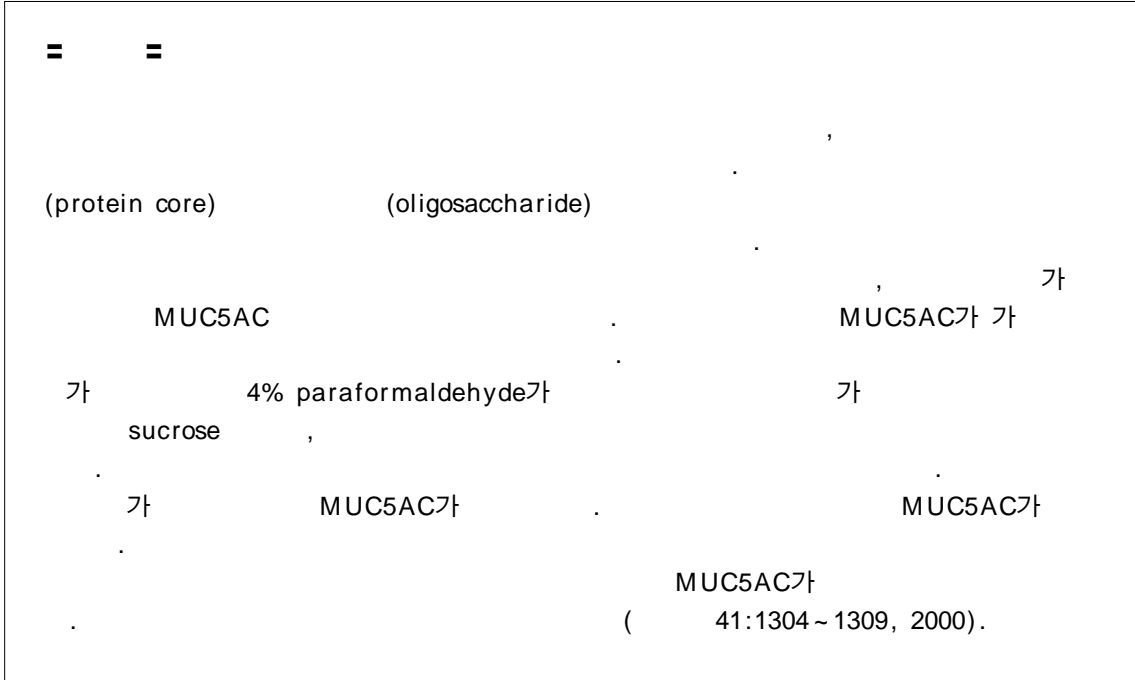 = =
,
.
(protein core) (oligosaccharide)
.
, 가
MUC5AC . MUC5AC가 가
.
가 4% paraformaldehyde가 가
sucrose ,
. .
가 MUC5AC가 . MUC5AC가
.
MUC5AC가
. ( 41:1304~1309, 2000).